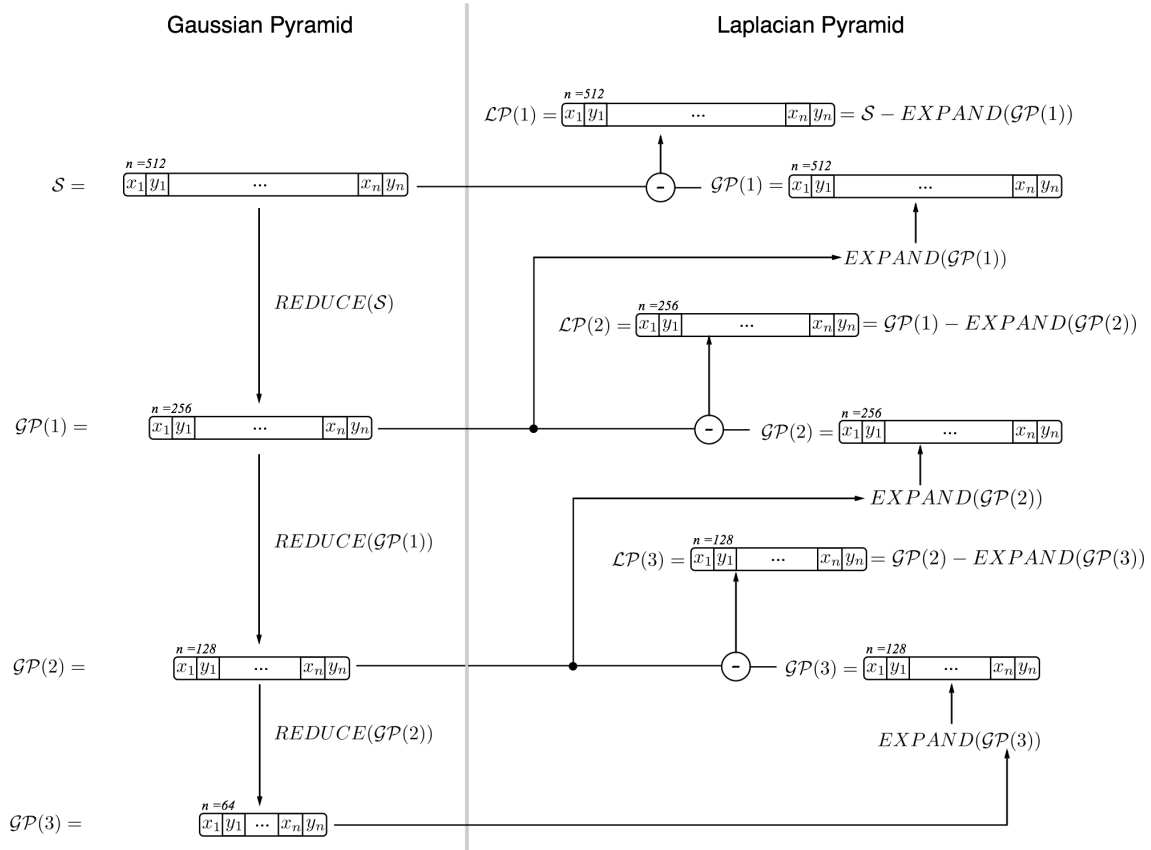 Gaussian Pyramid
Laplacian Pyramid
n =512
ℒ𝒫(1) = x₁ y₁ ... xₙ yₙ = 𝒮 − EXPAND(𝒢𝒫(1))
n =512
𝒮 = x₁ y₁ ... xₙ yₙ
-
n =512
𝒢𝒫(1) = x₁ y₁ ... xₙ yₙ
EXPAND(𝒢𝒫(1))
REDUCE(𝒮)
n =256
ℒ𝒫(2) = x₁ y₁ ... xₙ yₙ = 𝒢𝒫(1) − EXPAND(𝒢𝒫(2))
n =256
𝒢𝒫(1) = x₁ y₁ ... xₙ yₙ
-
n =256
𝒢𝒫(2) = x₁ y₁ ... xₙ yₙ
EXPAND(𝒢𝒫(2))
REDUCE(𝒢𝒫(1))
n =128
ℒ𝒫(3) = x₁ y₁ ... xₙ yₙ = 𝒢𝒫(2) − EXPAND(𝒢𝒫(3))
n =128
𝒢𝒫(2) = x₁ y₁ ... xₙ yₙ
-
n =128
𝒢𝒫(3) = x₁ y₁ ... xₙ yₙ
REDUCE(𝒢𝒫(2))
EXPAND(𝒢𝒫(3))
n =64
𝒢𝒫(3) = x₁ y₁ ... xₙ yₙ